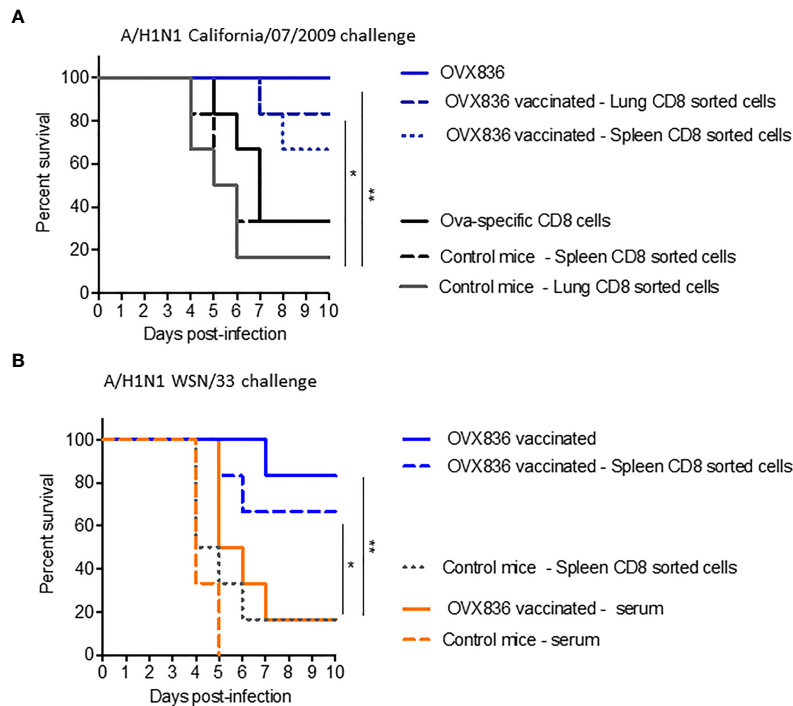 A
A/H1N1 California/07/2009 challenge
Percent survival
100
80
60
40
20
0
0 1 2 3 4 5 6 7 8 9 10
Days post-infection
*
**
OVX836
OVX836 vaccinated - Lung CD8 sorted cells
OVX836 vaccinated - Spleen CD8 sorted cells
Ova-specific CD8 cells
Control mice - Spleen CD8 sorted cells
Control mice - Lung CD8 sorted cells
B
A/H1N1 WSN/33 challenge
Percent survival
100
80
60
40
20
0
0 1 2 3 4 5 6 7 8 9 10
Days post-infection
*
**
OVX836 vaccinated
OVX836 vaccinated - Spleen CD8 sorted cells
Control mice - Spleen CD8 sorted cells
OVX836 vaccinated - serum
Control mice - serum